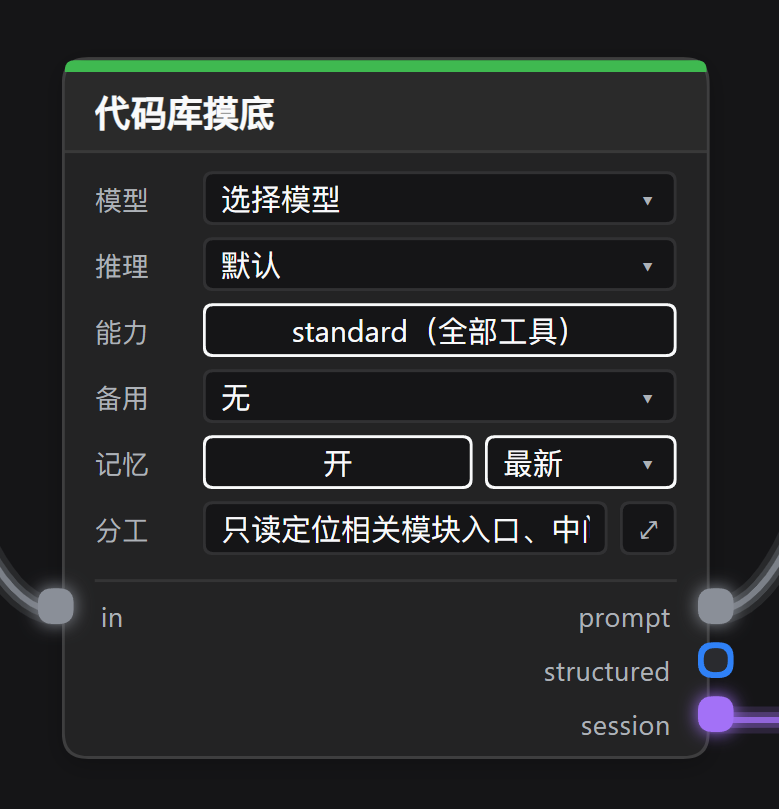 代码库摸底
模型 选择模型
推理 默认
能力 standard（全部工具）
备用 无
记忆 开 最新
分工 只读定位相关模块入口、中
in prompt
structured
session